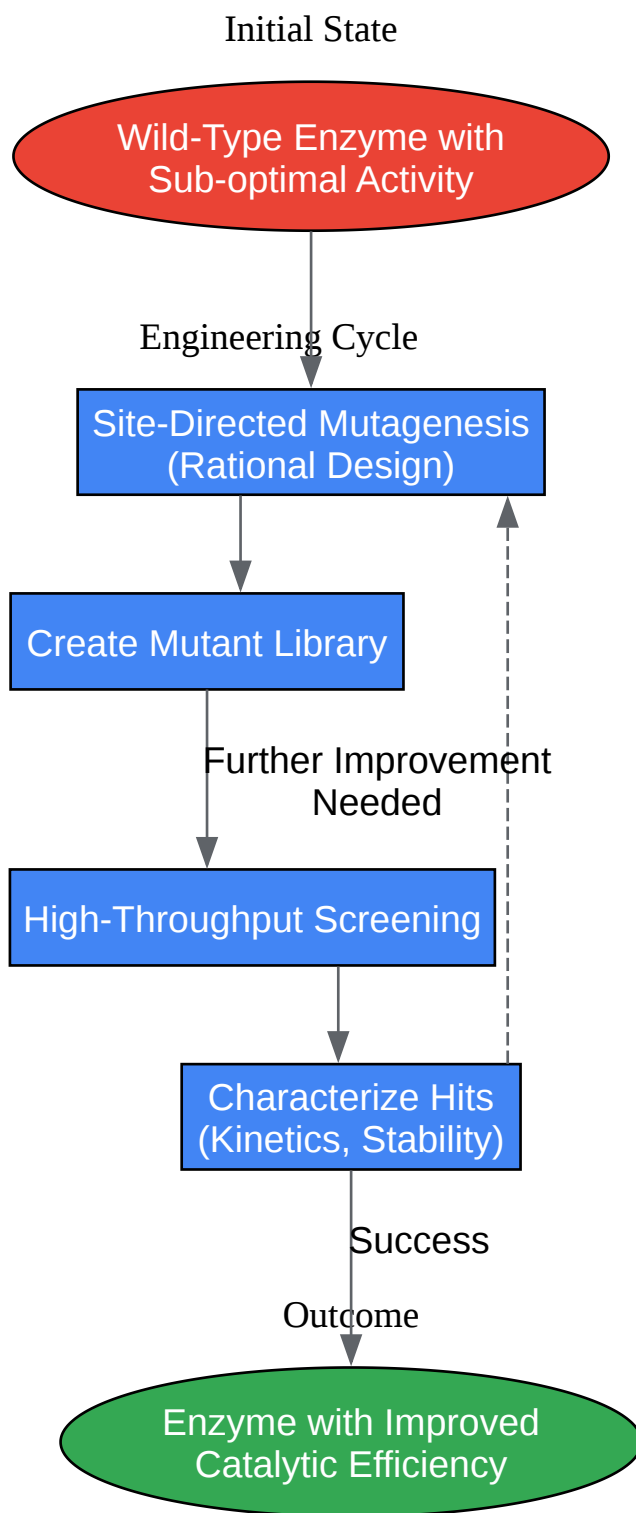 Initial State
Wild-Type Enzyme with
Sub-optimal Activity
Engineering Cycle
Site-Directed Mutagenesis
(Rational Design)
Create Mutant Library
Further Improvement
Needed
High-Throughput Screening
Characterize Hits
(Kinetics, Stability)
Success
Outcome
Enzyme with Improved
Catalytic Efficiency